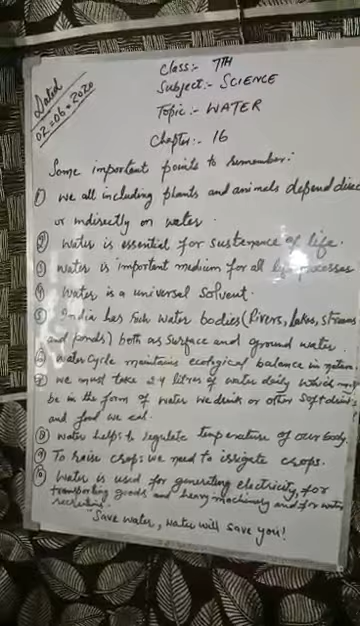 Dated
02-06-2020
Class:- 7TH
Subject:- SCIENCE
Topic:- WATER
Chapter:- 16
Some important points to remember:
① we all including plants and animals depend direc
or indirectly on water.
② water is essential for sustenance of life.
③ water is important medium for all life processes
④ water is a universal solvent.
⑤ India has rich water bodies (Rivers, lakes, streams
and ponds) both as surface and ground water.
⑥ water cycle maintains ecological balance in nature.
⑦ we must take 2-4 litres of water daily which may
be in the form of water we drink or other soft drinks
and food we eat.
⑧ water helps to regulate temperature of our body.
⑨ To raise crops we need to irrigate crops.
⑩ water is used for generating electricity, for
transporting goods and heavy machinery and for water
"Save water, water will save you!